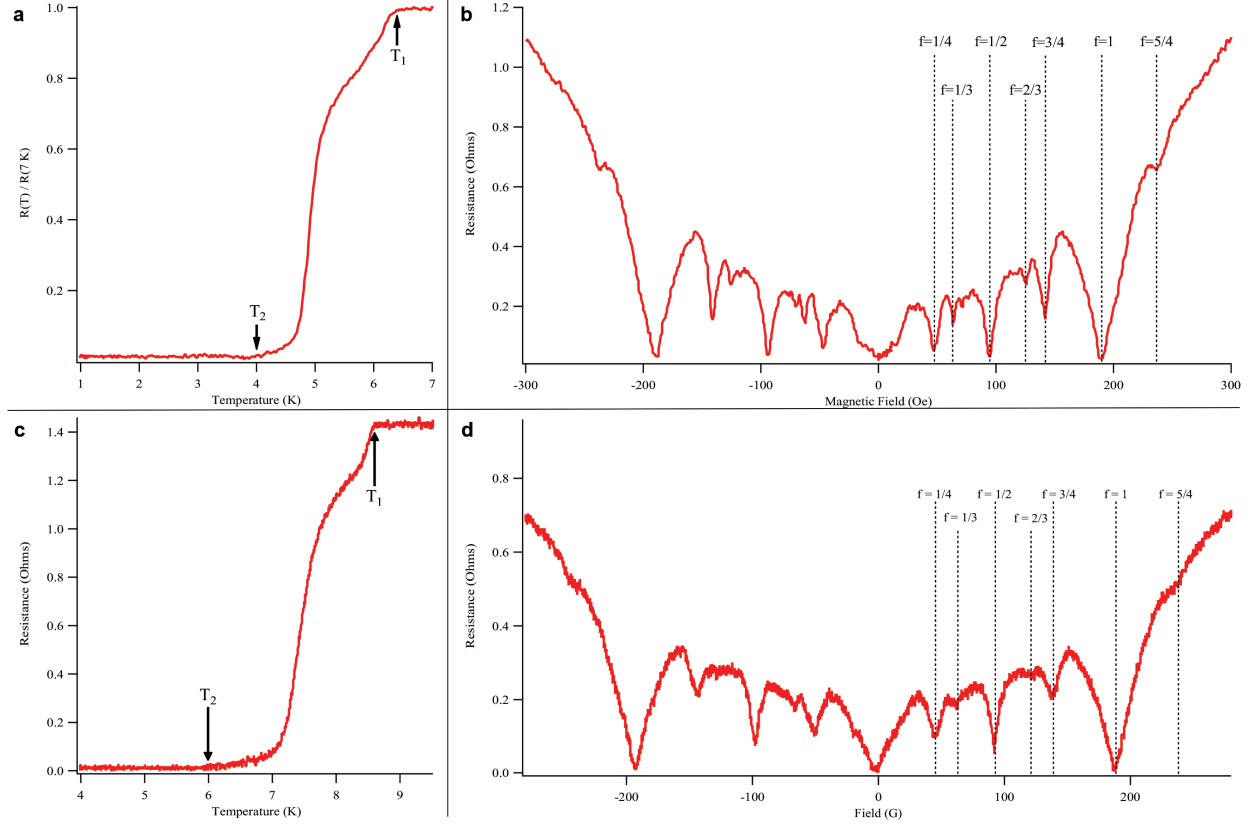 a
R(T) / R(7 K)
1.0
0.8
0.6
0.4
0.2
T1
T2
1 2 3 4 5 6 7
Temperature (K)
b
Resistance (Ohms)
1.2
1.0
0.8
0.6
0.4
0.2
f=1/4 f=1/2 f=3/4 f=1 f=5/4
f=1/3 f=2/3
-300 -200 -100 0 100 200 300
Magnetic Field (Oe)
c
Resistance (Ohms)
1.4
1.2
1.0
0.8
0.6
0.4
0.2
0.0
T1
T2
4 5 6 7 8 9
Temperature (K)
d
Resistance (Ohms)
0.8
0.6
0.4
0.2
0.0
f = 1/4 f = 1/2 f = 3/4 f = 1 f = 5/4
f = 1/3 f = 2/3
-200 -100 0 100 200
Field (G)